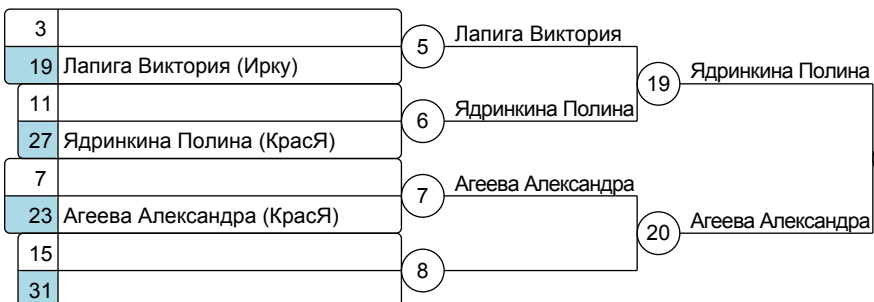 3
5 Лапига Виктория
19 Лапига Виктория (Ирку)
19 Ядринкина Полина
11
6 Ядринкина Полина
27 Ядринкина Полина (КрасЯ)
7
7 Агеева Александра
23 Агеева Александра (КрасЯ)
20 Агеева Александра
15
8
31